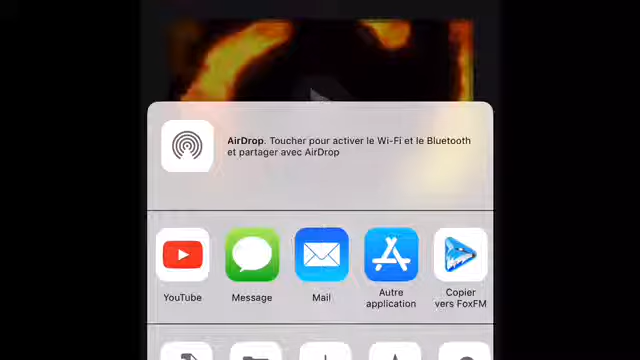 AirDrop. Toucher pour activer le Wi-Fi et le Bluetooth
et partager avec AirDrop
YouTube
Message
Mail
Autre
application
Copier
vers FoxFM